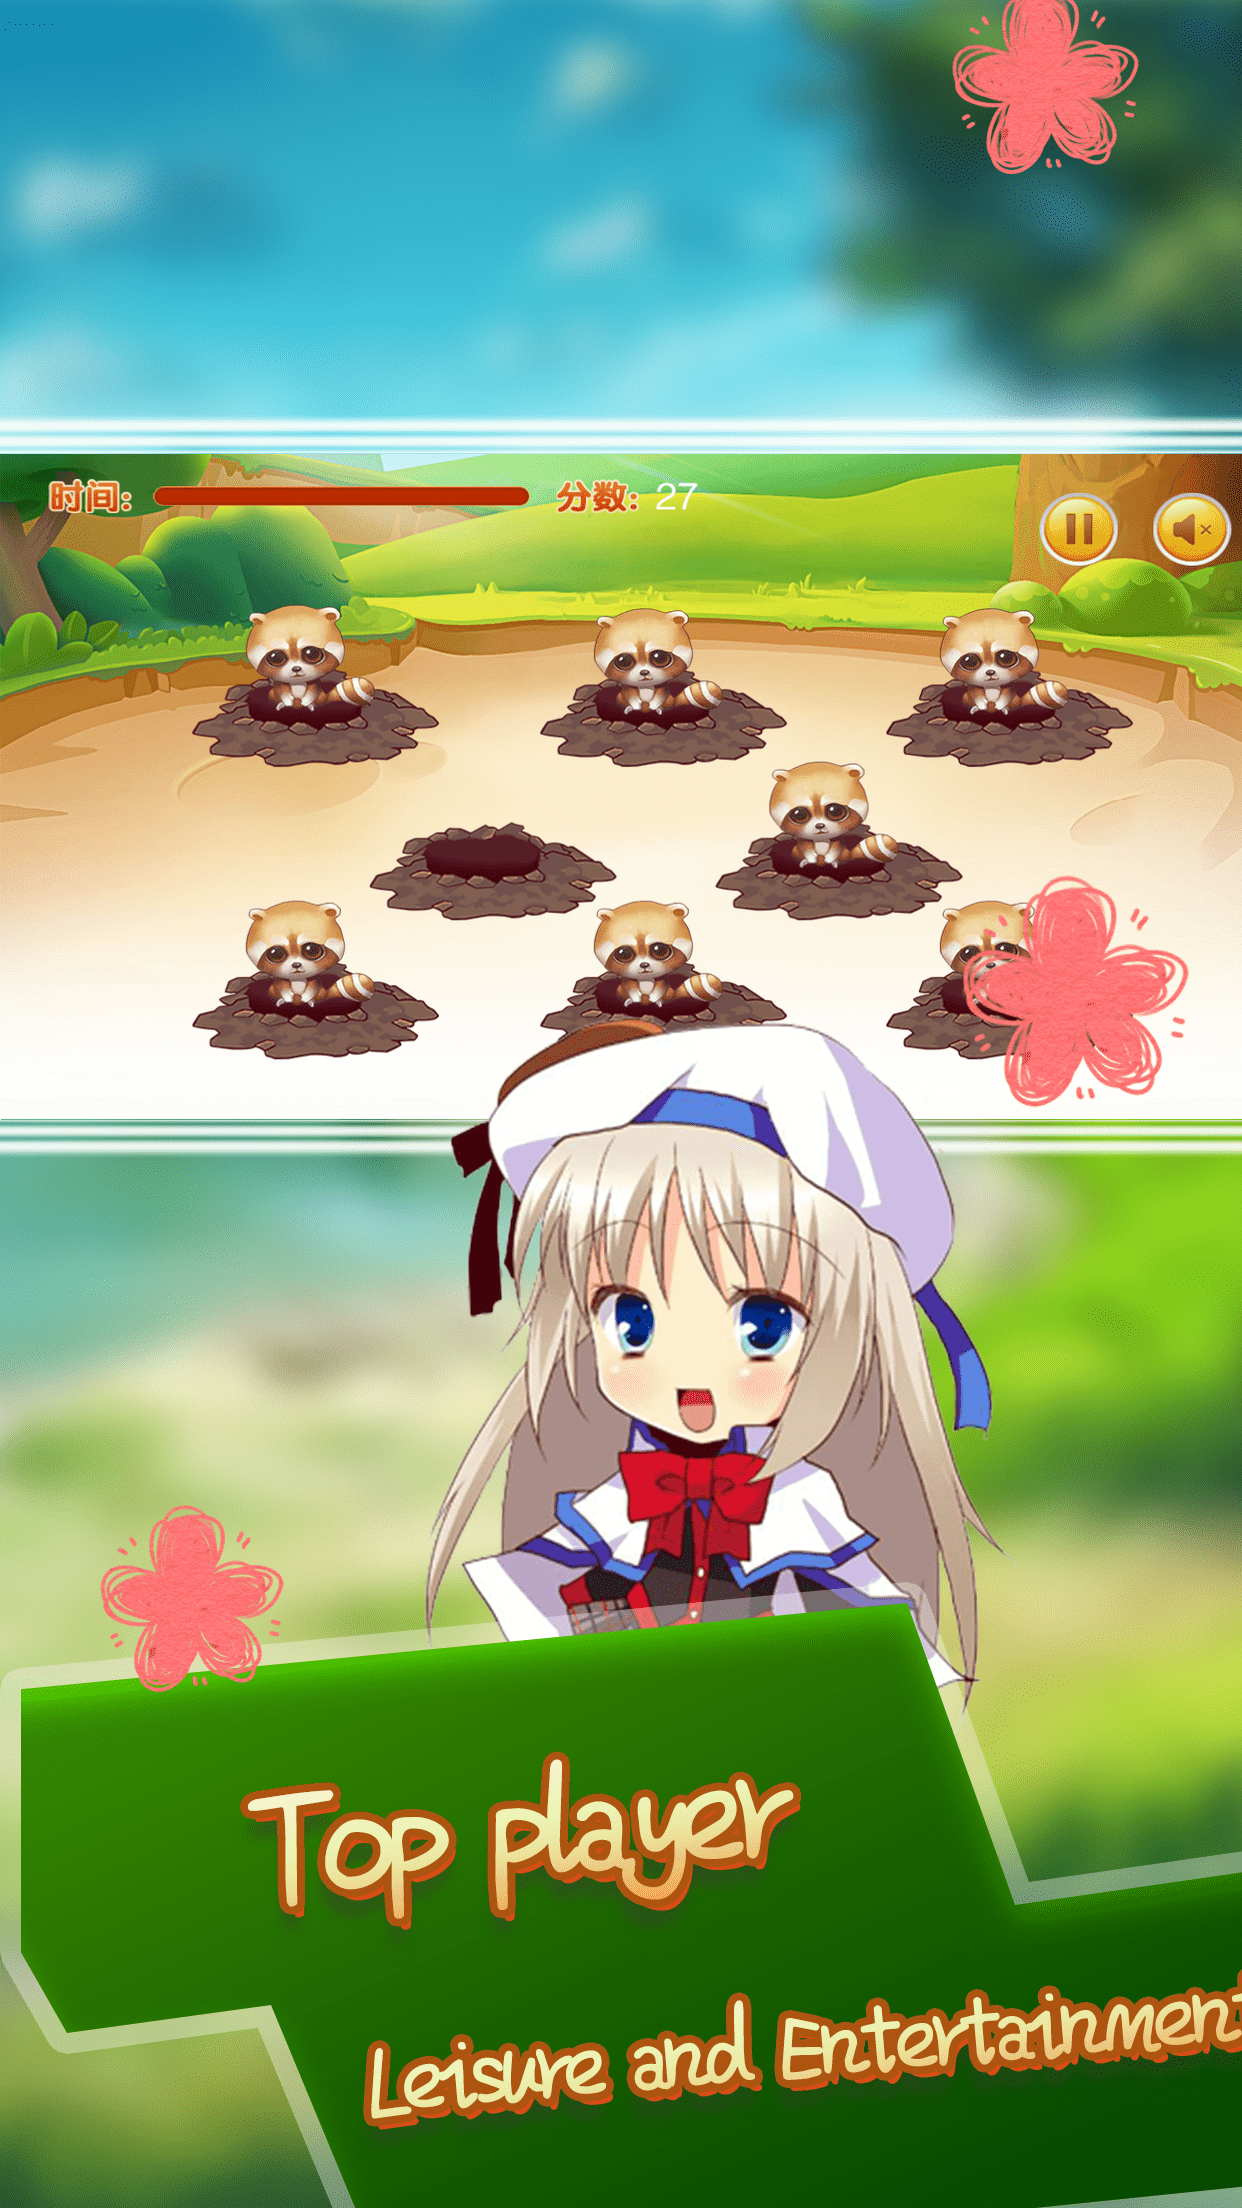 时间: 分数: 27
Top player
Leisure and Entertainment